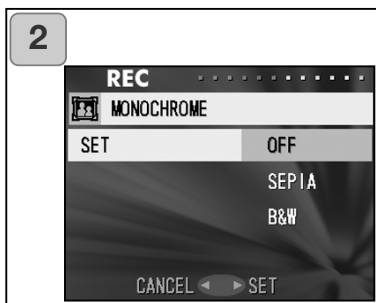 2
REC
MONOCHROME
SET OFF
SEPIA
B&W
CANCEL SET